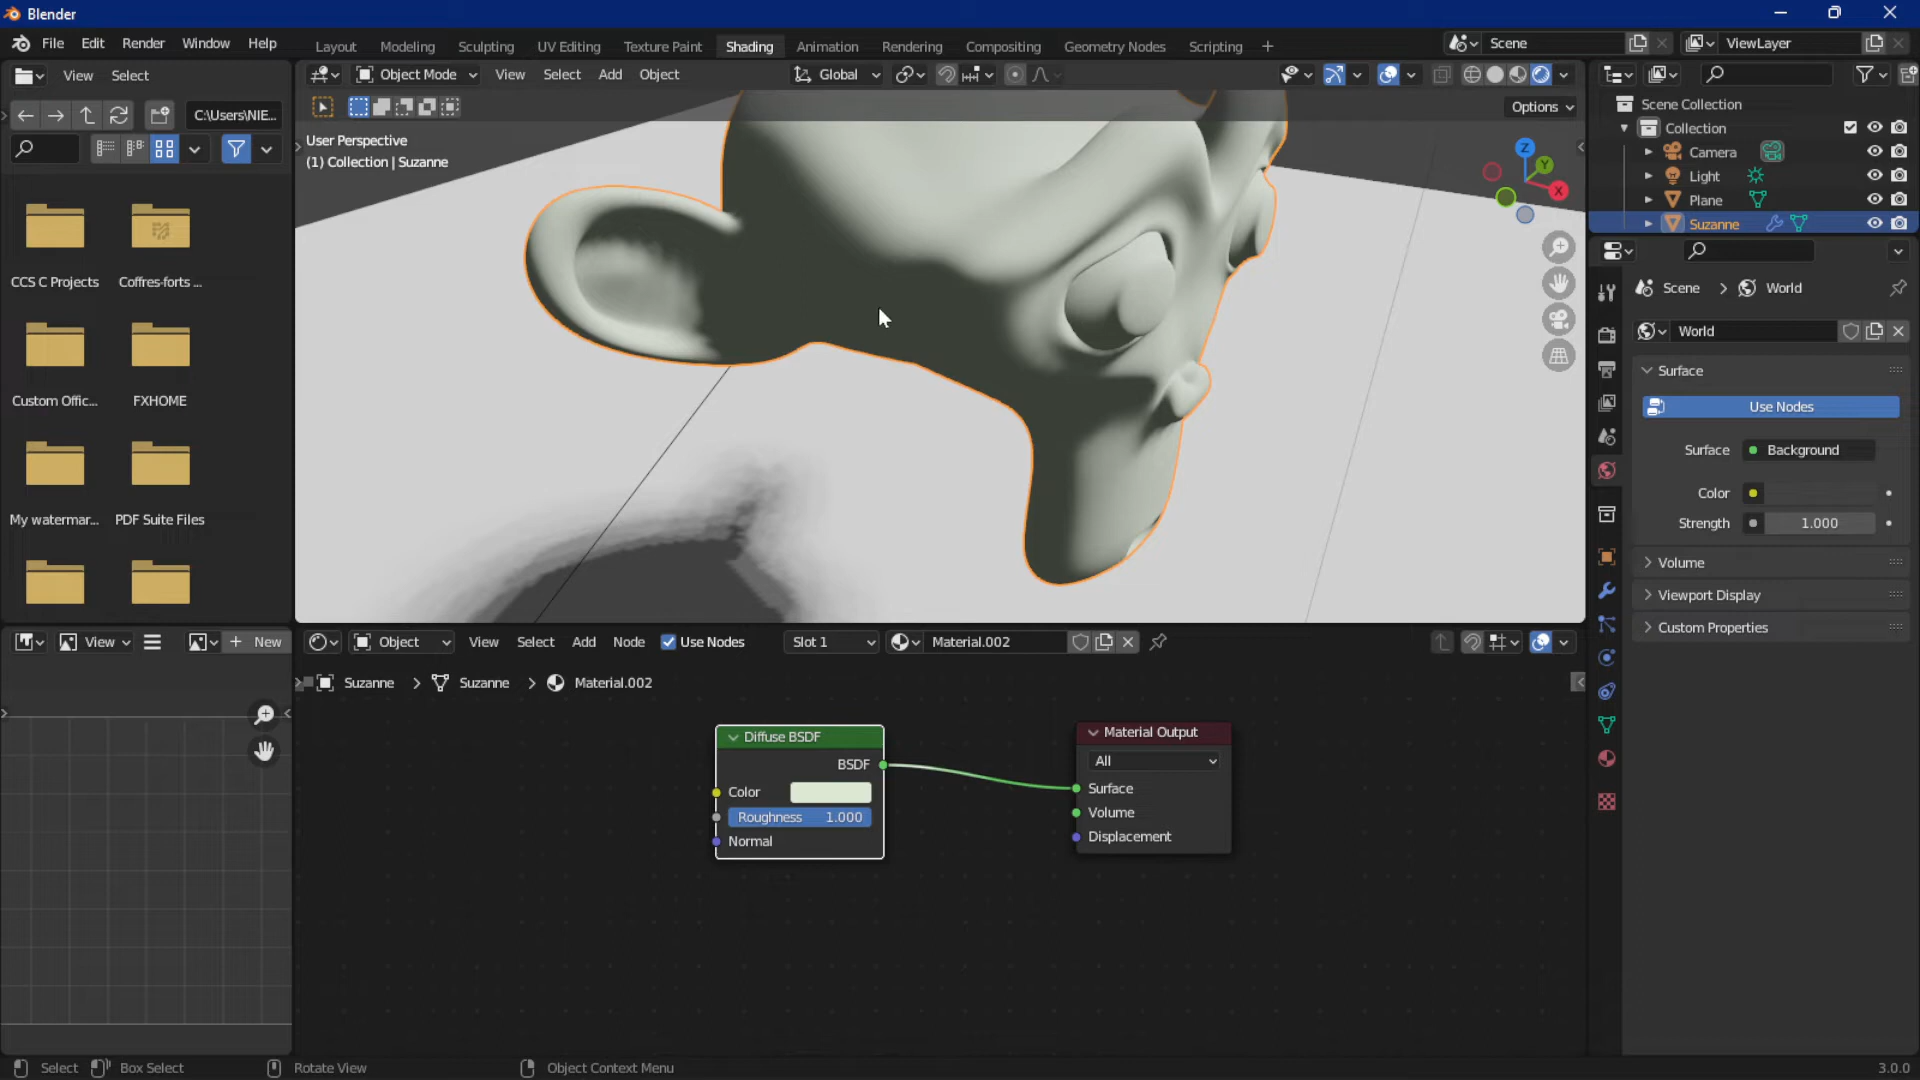 Blender
File Edit Render Window Help
Layout Modeling Sculpting UV Editing Texture Paint Shading Animation Rendering Compositing Geometry Nodes Scripting +
Scene
ViewLayer
View Select
Object Mode View Select Add Object
Global
C:\Users\NIE...
Options
User Perspective
(1) Collection | Suzanne
Z
Y
X
Scene Collection
Collection
Camera
Light
Plane
Suzanne
Scene > World
World
Surface
Use Nodes
Surface Background
Color
Strength 1.000
Volume
Viewport Display
Custom Properties
CCS C Projects
Coffres-forts ...
Custom Offic...
FXHOME
My watermar...
PDF Suite Files
View
+ New
Object View Select Add Node Use Nodes Slot 1 Material.002
Suzanne > Suzanne > Material.002
Diffuse BSDF
BSDF
Color
Roughness 1.000
Normal
Material Output
All
Surface
Volume
Displacement
Select Box Select Rotate View Object Context Menu
3.0.0